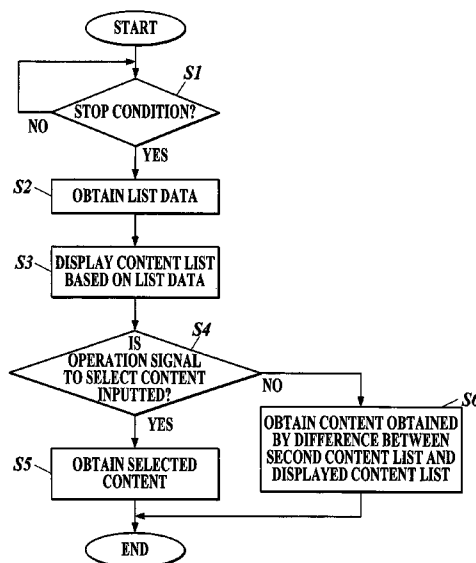 START
S1
STOP CONDITION?
NO
YES
S2
OBTAIN LIST DATA
S3
DISPLAY CONTENT LIST
BASED ON LIST DATA
S4
IS
OPERATION SIGNAL
TO SELECT CONTENT
INPUTTED?
NO
YES
S6
OBTAIN CONTENT OBTAINED
BY DIFFERENCE BETWEEN
SECOND CONTENT LIST AND
DISPLAYED CONTENT LIST
S5
OBTAIN SELECTED
CONTENT
END